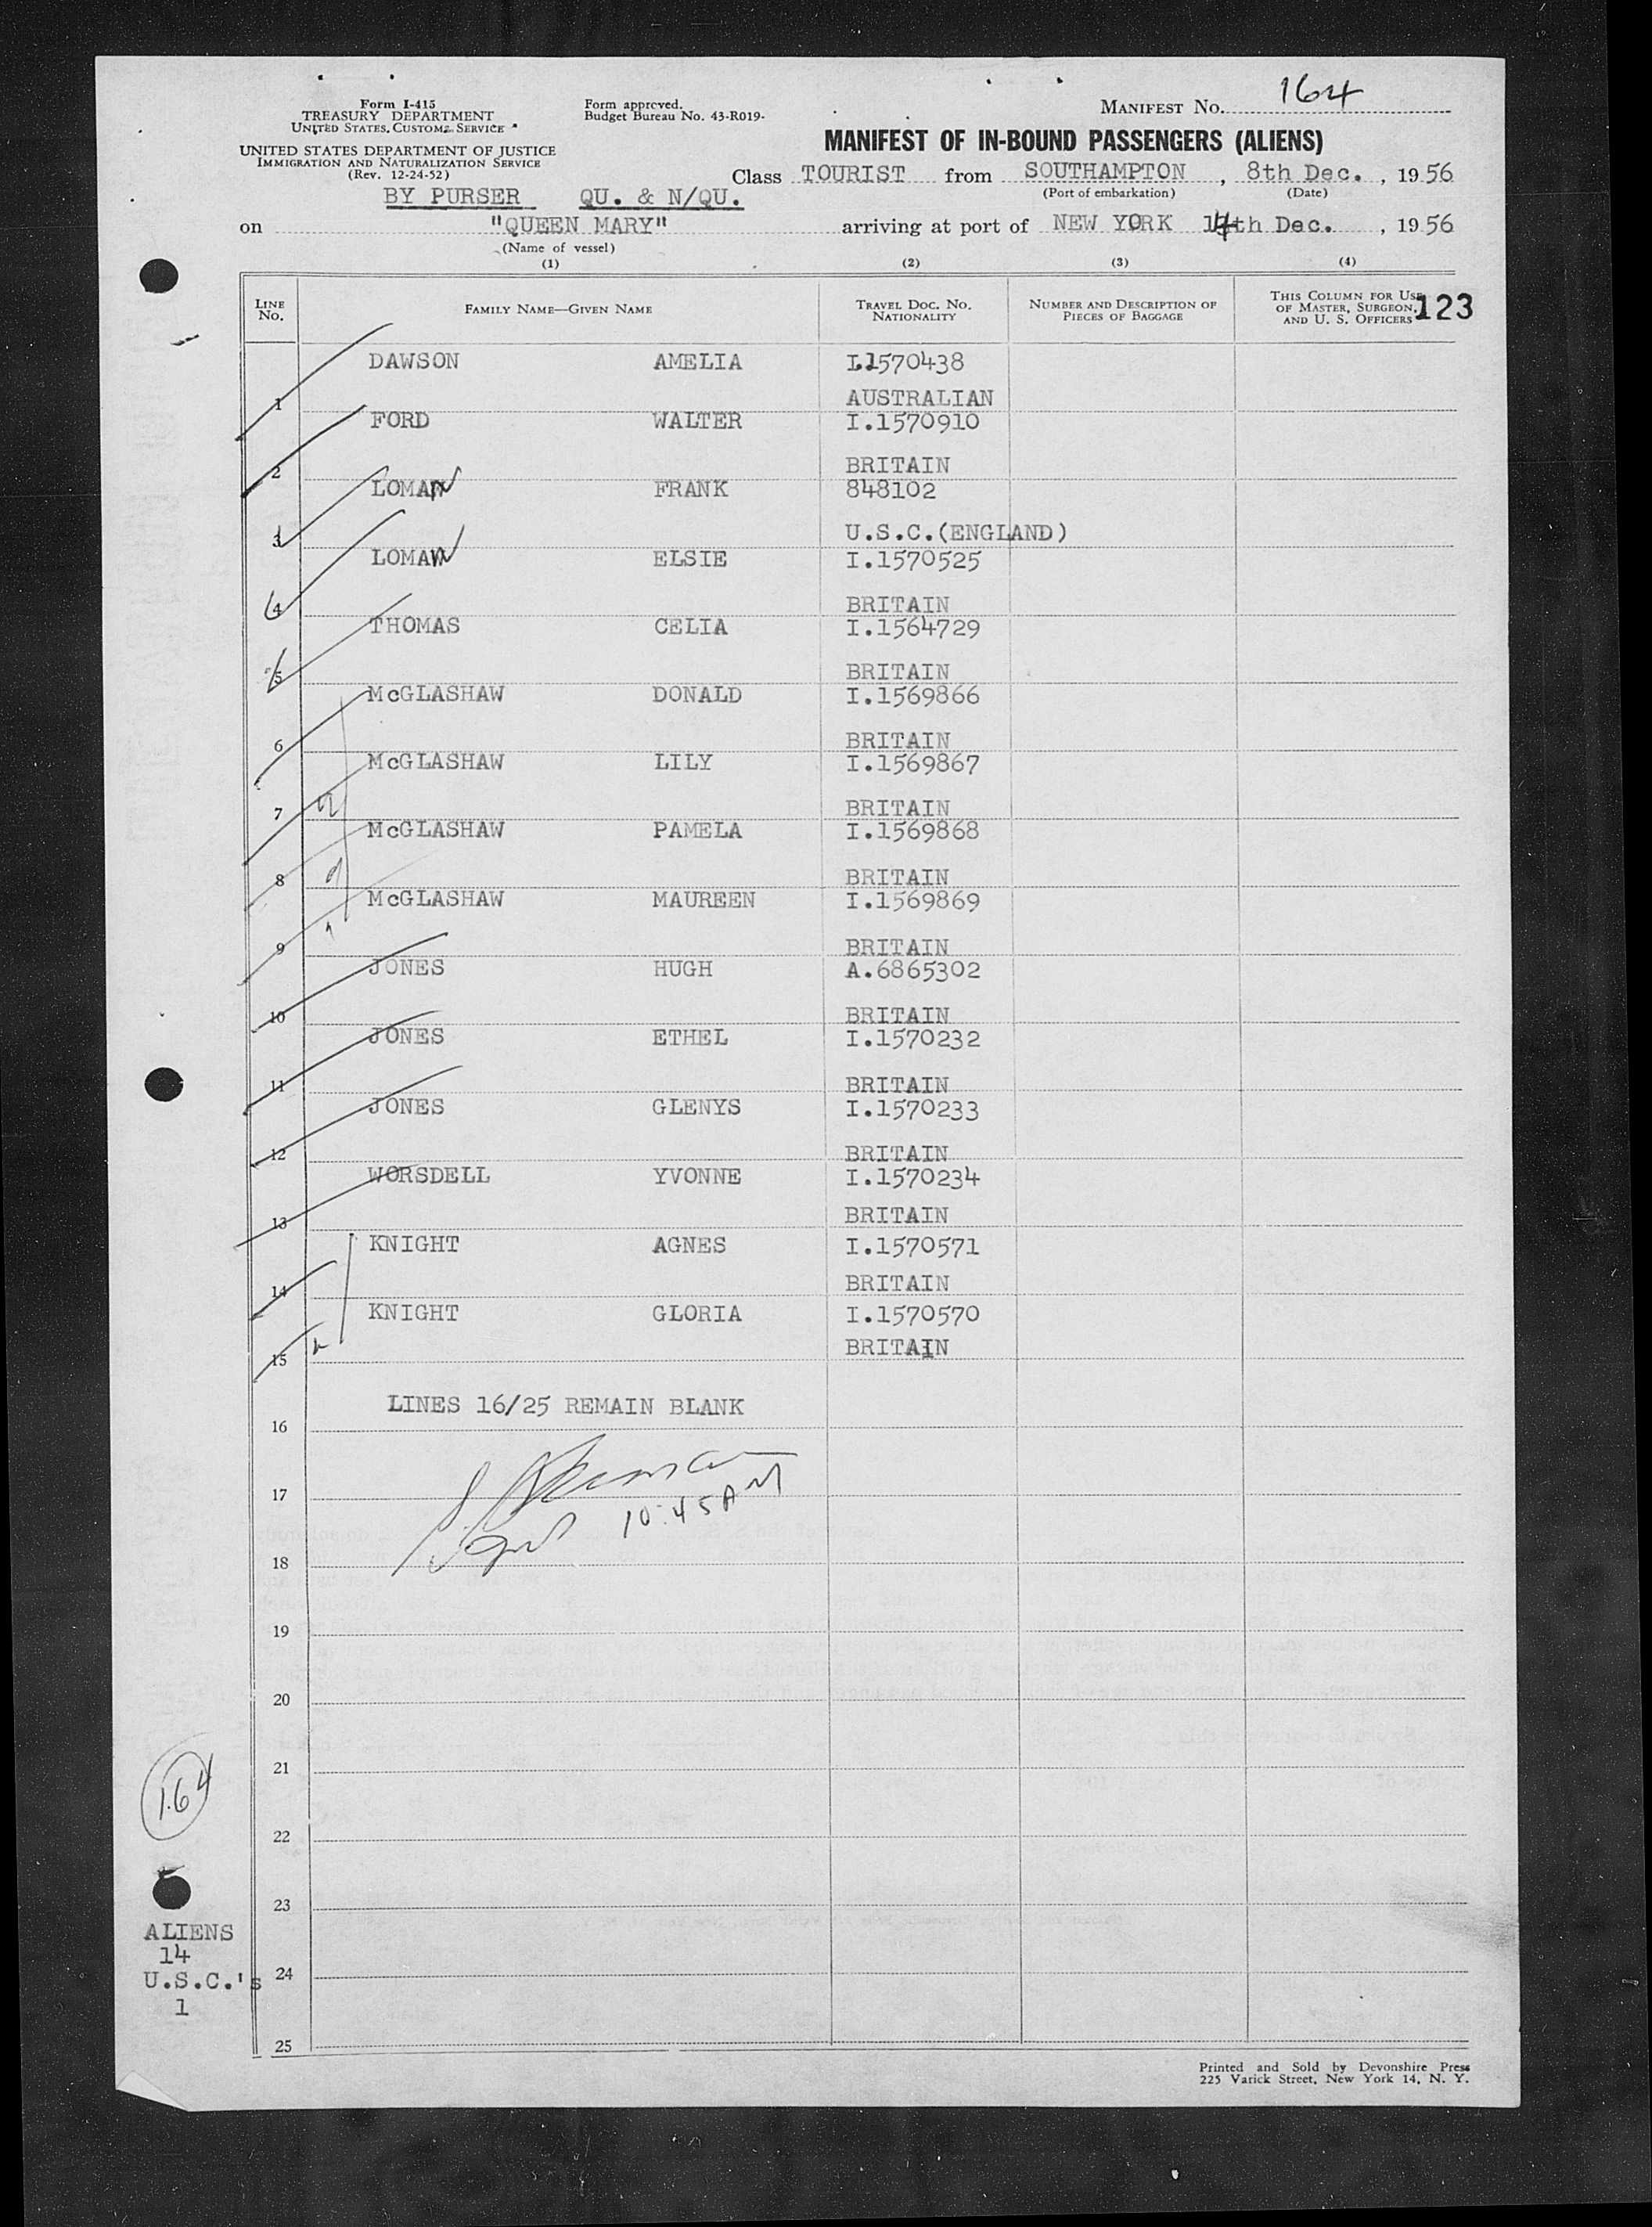 Form I-415
TREASURY DEPARTMENT
UNITED STATES CUSTOMS SERVICE
UNITED STATES DEPARTMENT OF JUSTICE
IMMIGRATION AND NATURALIZATION SERVICE
(Rev. 12-24-52)
Form approved.
Budget Bureau No. 43-R019-
MANIFEST No. 164
MANIFEST OF IN-BOUND PASSENGERS (ALIENS)
Class TOURIST from SOUTHAMPTON, 8th Dec., 1956
(Port of embarkation) (Date)
BY PURSER QU. & N/QU.
on "QUEEN MARY" arriving at port of NEW YORK 14th Dec., 1956
(Name of vessel)
(1) (2) (3) (4)
LINE No. FAMILY NAME—GIVEN NAME TRAVEL DOC. No. NATIONALITY NUMBER AND DESCRIPTION OF PIECES OF BAGGAGE THIS COLUMN FOR USE OF MASTER, SURGEON, AND U. S. OFFICERS 123
DAWSON AMELIA I.1570438
1 AUSTRALIAN
FORD WALTER I.1570910
2 BRITAIN
LOMAN FRANK 848102
3 U.S.C.(ENGLAND)
LOMAN ELSIE I.1570525
4 BRITAIN
THOMAS CELIA I.1564729
5 BRITAIN
McGLASHAW DONALD I.1569866
6 BRITAIN
McGLASHAW LILY I.1569867
7 BRITAIN
McGLASHAW PAMELA I.1569868
8 BRITAIN
McGLASHAW MAUREEN I.1569869
9 BRITAIN
JONES HUGH A.6865302
10 BRITAIN
JONES ETHEL I.1570232
11 BRITAIN
JONES GLENYS I.1570233
12 BRITAIN
WORSDELL YVONNE I.1570234
13 BRITAIN
KNIGHT AGNES I.1570571
14 BRITAIN
KNIGHT GLORIA I.1570570
15 BRITAIN
LINES 16/25 REMAIN BLANK
16
17
10:45 AM
18
19
20
21
164
22
23
ALIENS
14
U.S.C.'s
1
24
25
Printed and Sold by Devonshire Press
225 Varick Street, New York 14, N. Y.